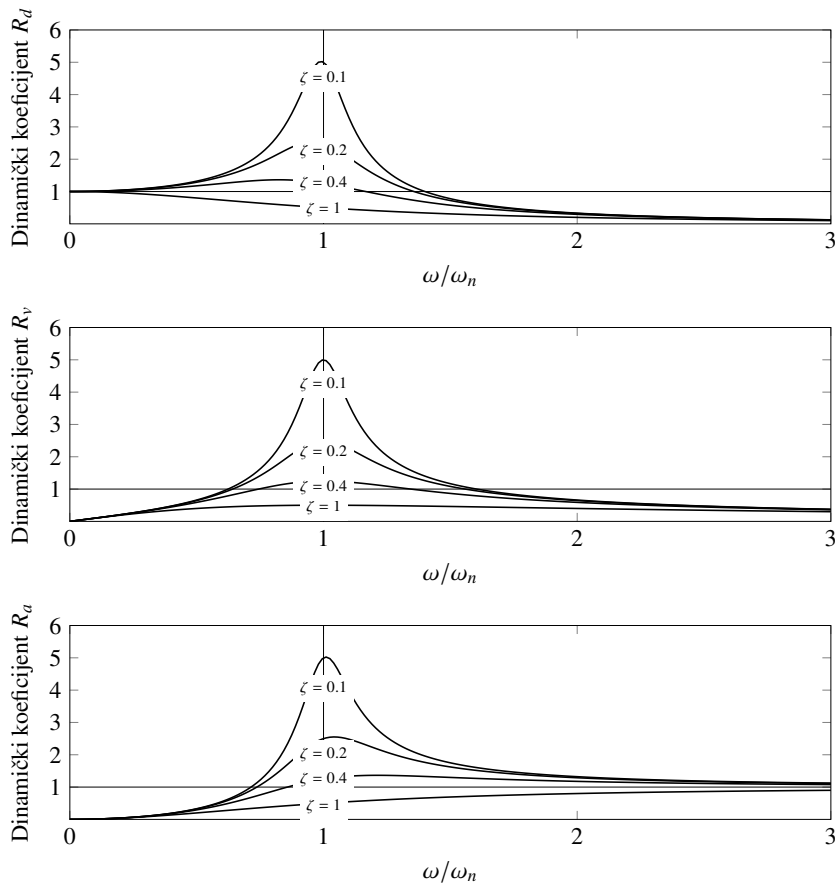 Dinamički koeficijent R_d
6
5
4
3
2
1
ζ = 0.1
ζ = 0.2
ζ = 0.4
ζ = 1
0 1 2 3
ω/ω_n
Dinamički koeficijent R_v
6
5
4
3
2
1
ζ = 0.1
ζ = 0.2
ζ = 0.4
ζ = 1
0 1 2 3
ω/ω_n
Dinamički koeficijent R_a
6
5
4
3
2
1
ζ = 0.1
ζ = 0.2
ζ = 0.4
ζ = 1
0 1 2 3
ω/ω_n